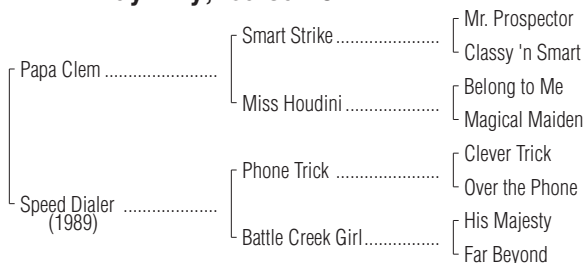 Mr. Prospector
Smart Strike ........................
Classy 'n Smart
Papa Clem ..........................
Belong to Me
Miss Houdini ......................
Magical Maiden
Clever Trick
Phone Trick ........................
Over the Phone
Speed Dialer ......................
(1989)
His Majesty
Battle Creek Girl..................
Far Beyond